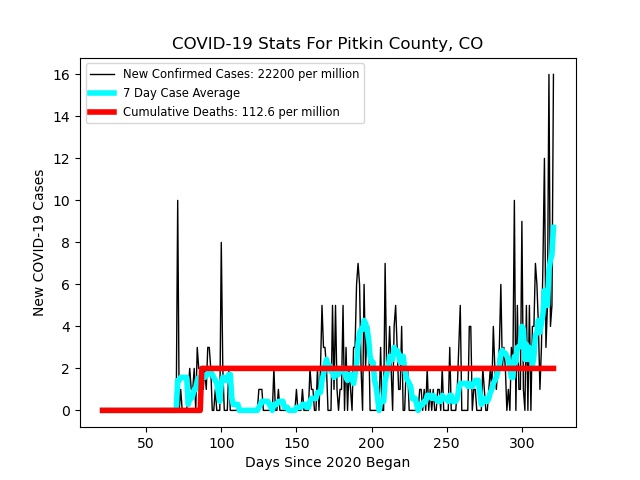 COVID-19 Stats For Pitkin County, CO
New Confirmed Cases: 22200 per million
7 Day Case Average
Cumulative Deaths: 112.6 per million
New COVID-19 Cases
16
14
12
10
8
6
4
2
0
50 100 150 200 250 300
Days Since 2020 Began